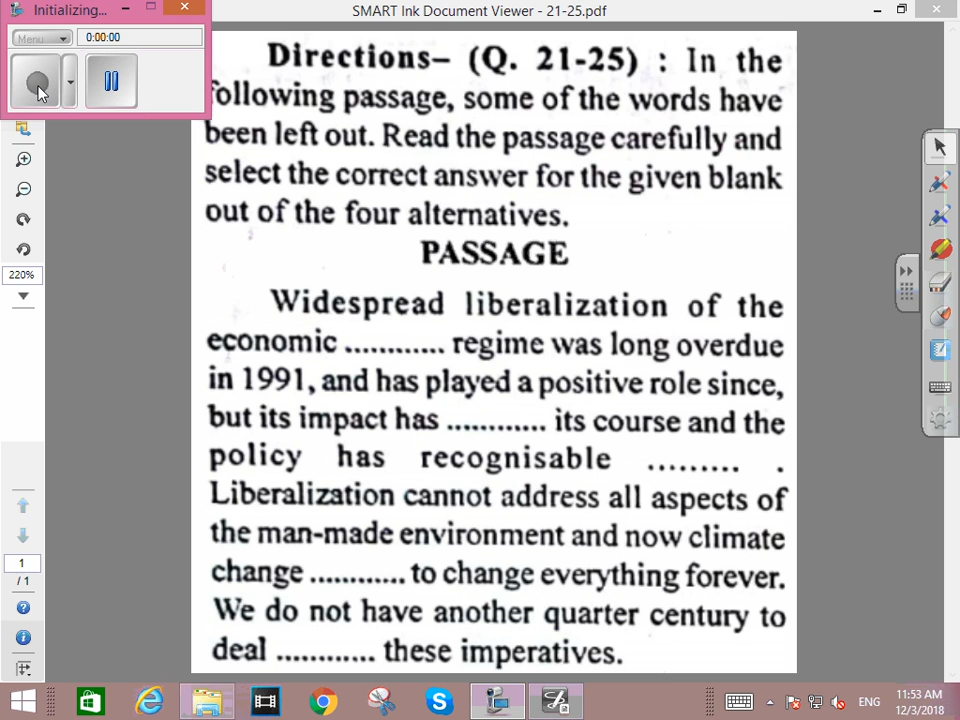 Initializing...
SMART Ink Document Viewer - 21-25.pdf
Menu
0:00:00
Directions– (Q. 21-25) : In the
following passage, some of the words have
been left out. Read the passage carefully and
select the correct answer for the given blank
out of the four alternatives.
PASSAGE
Widespread liberalization of the
economic ............ regime was long overdue
in 1991, and has played a positive role since,
but its impact has ............ its course and the
policy has recognisable ......... .
Liberalization cannot address all aspects of
the man-made environment and now climate
change ............ to change everything forever.
We do not have another quarter century to
deal ............ these imperatives.
220%
1
/ 1
ENG
11:53 AM
12/3/2018